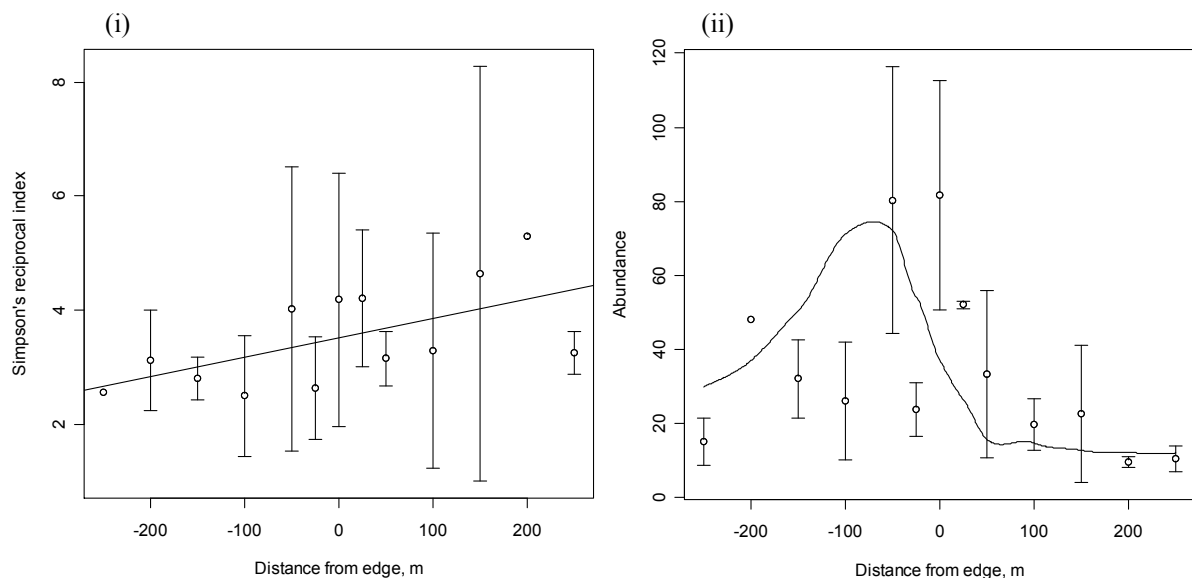 (i)
8
6
4
2
Simpson's reciprocal index
-200 -100 0 100 200
Distance from edge, m
(ii)
120
100
80
60
40
20
0
Abundance
-200 -100 0 100 200
Distance from edge, m